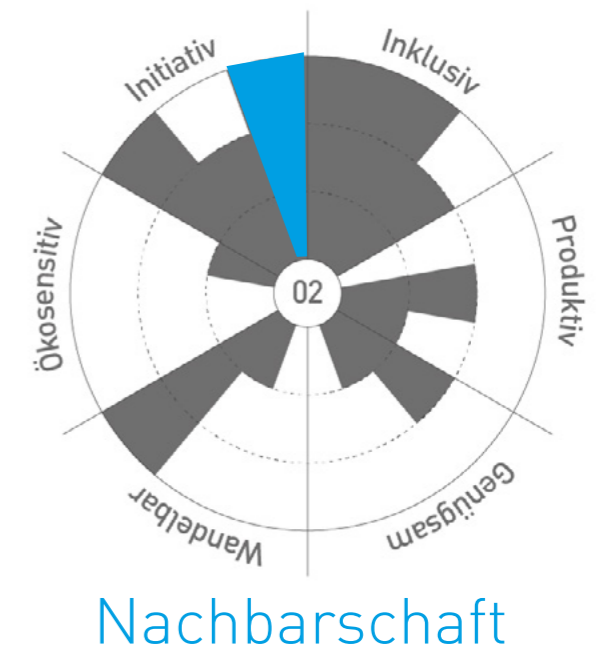 Initiativ
Inklusiv
Ökosensitiv
02
Produktiv
Wandelbar
Genügsam
Nachbarschaft